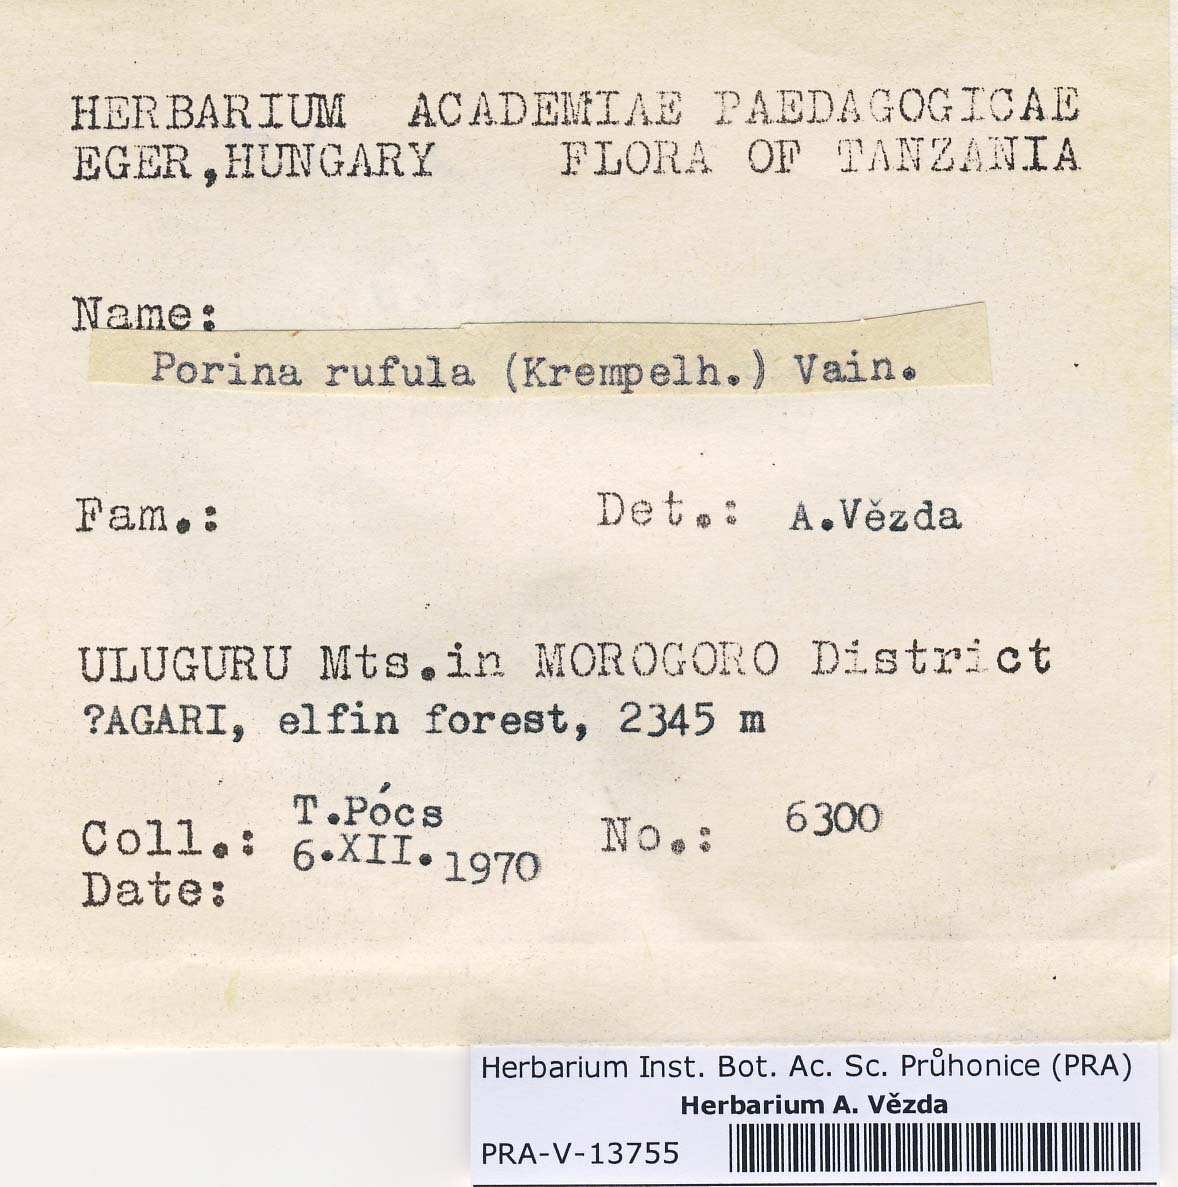 HERBARIUM ACADEMIAE PAEDAGOGICAE
EGER,HUNGARY FLORA OF TANZANIA
Name:
Porina rufula (Krempelh.) Vain.
Fam.: Det.: A.Vězda
ULUGURU Mts.in MOROGORO District
?AGARI, elfin forest, 2345 m
Coll.: T.Pócs No.: 6300
Date: 6.XII.1970
Herbarium Inst. Bot. Ac. Sc. Průhonice (PRA)
Herbarium A. Vězda
PRA-V-13755